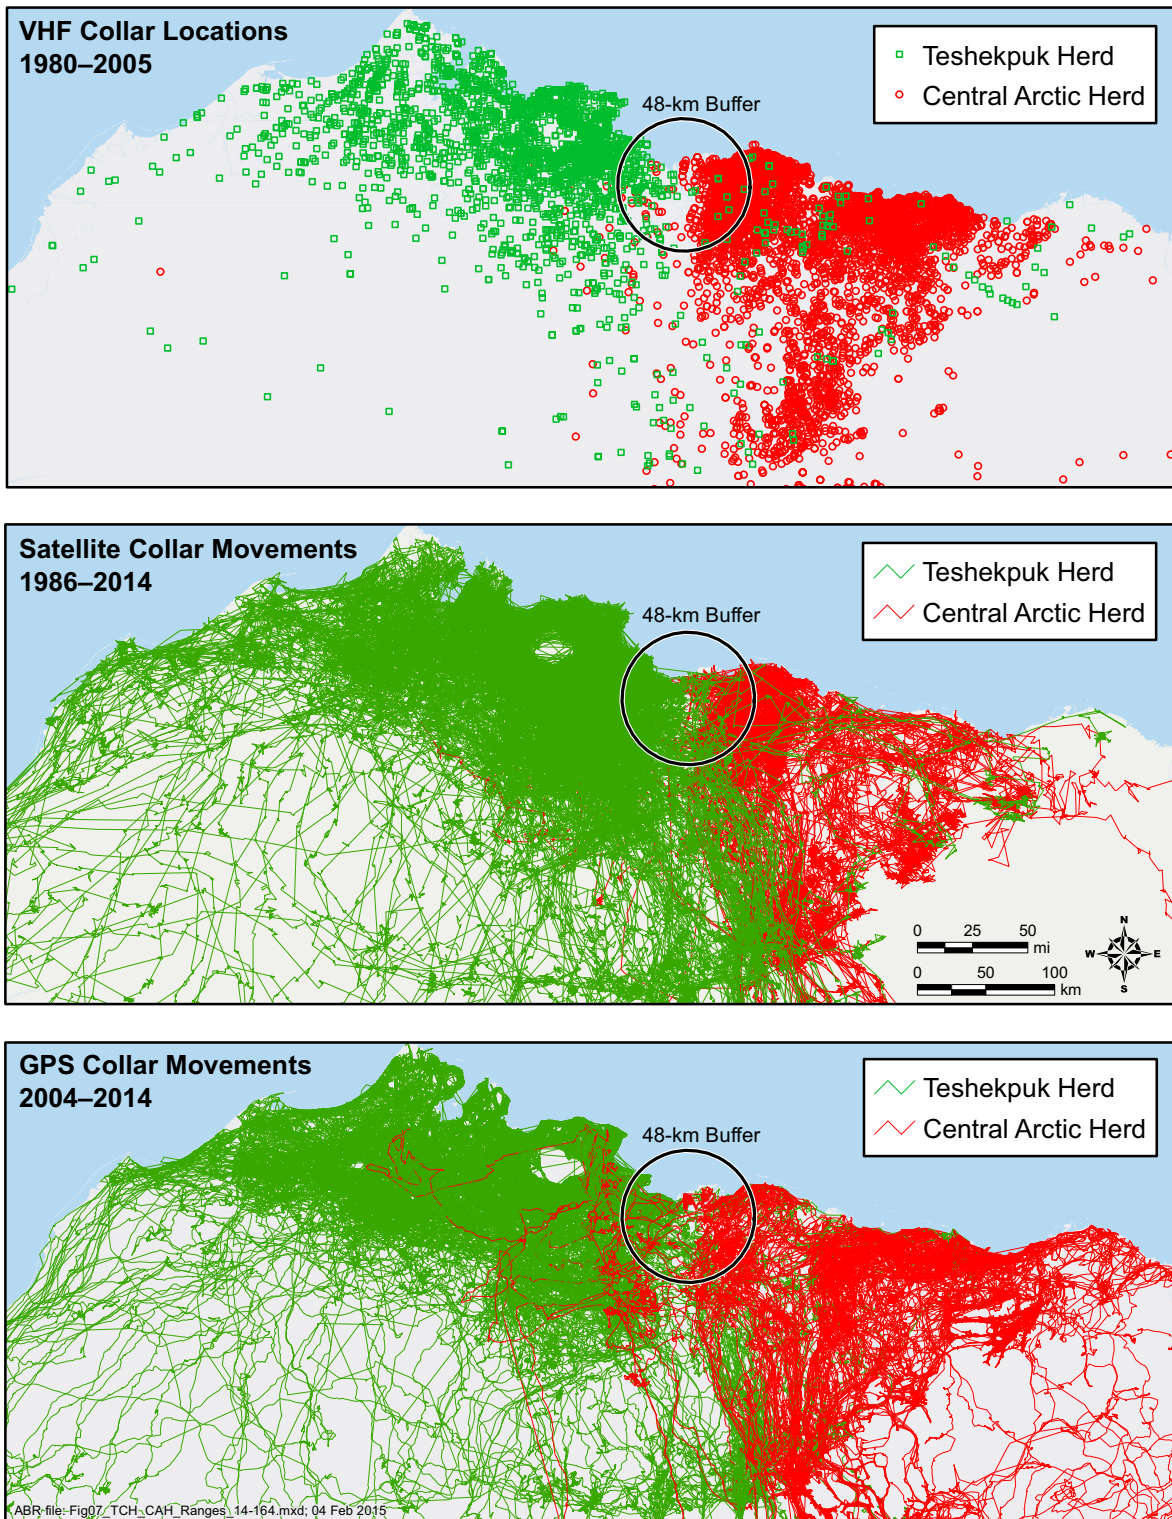 VHF Collar Locations
1980–2005
Teshekpuk Herd
Central Arctic Herd
48-km Buffer
Satellite Collar Movements
1986–2014
Teshekpuk Herd
Central Arctic Herd
48-km Buffer
0 25 50
mi
0 50 100
km
N
W E
S
GPS Collar Movements
2004–2014
Teshekpuk Herd
Central Arctic Herd
48-km Buffer
ABR file: Fig07_TCH_CAH_Ranges_14-164.mxd; 04 Feb 2015